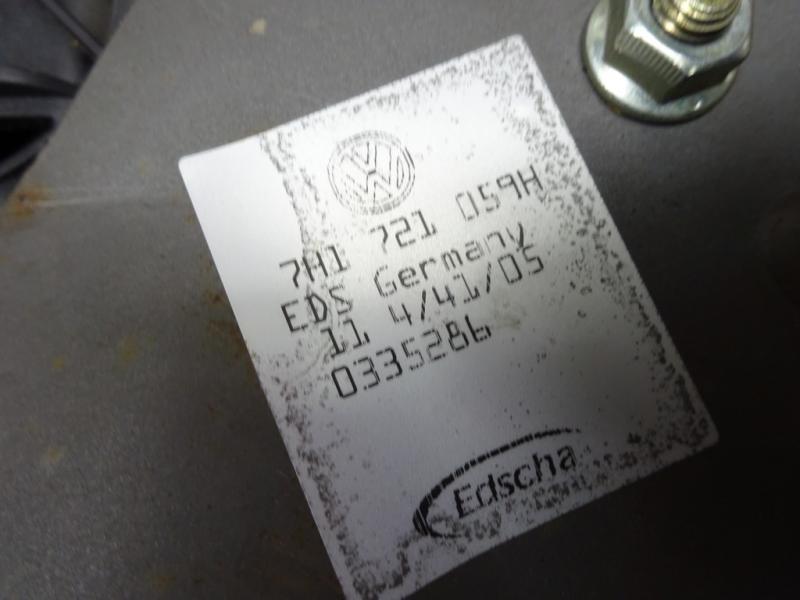 7H1 721 059H
EDS Germany
11 4/41/05
0335286
Edscha